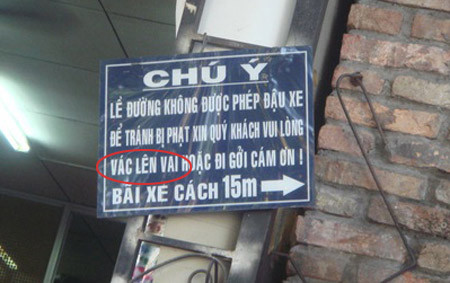 CHÚ Ý
LỀ ĐƯỜNG KHÔNG ĐƯỢC PHÉP ĐẬU XE
ĐỂ TRÁNH BỊ PHẠT XIN QUÝ KHÁCH VUI LÒNG
VÁC LÊN VAI HOẶC ĐI GỞI CÁM ƠN !
BÃI XE CÁCH 15m →